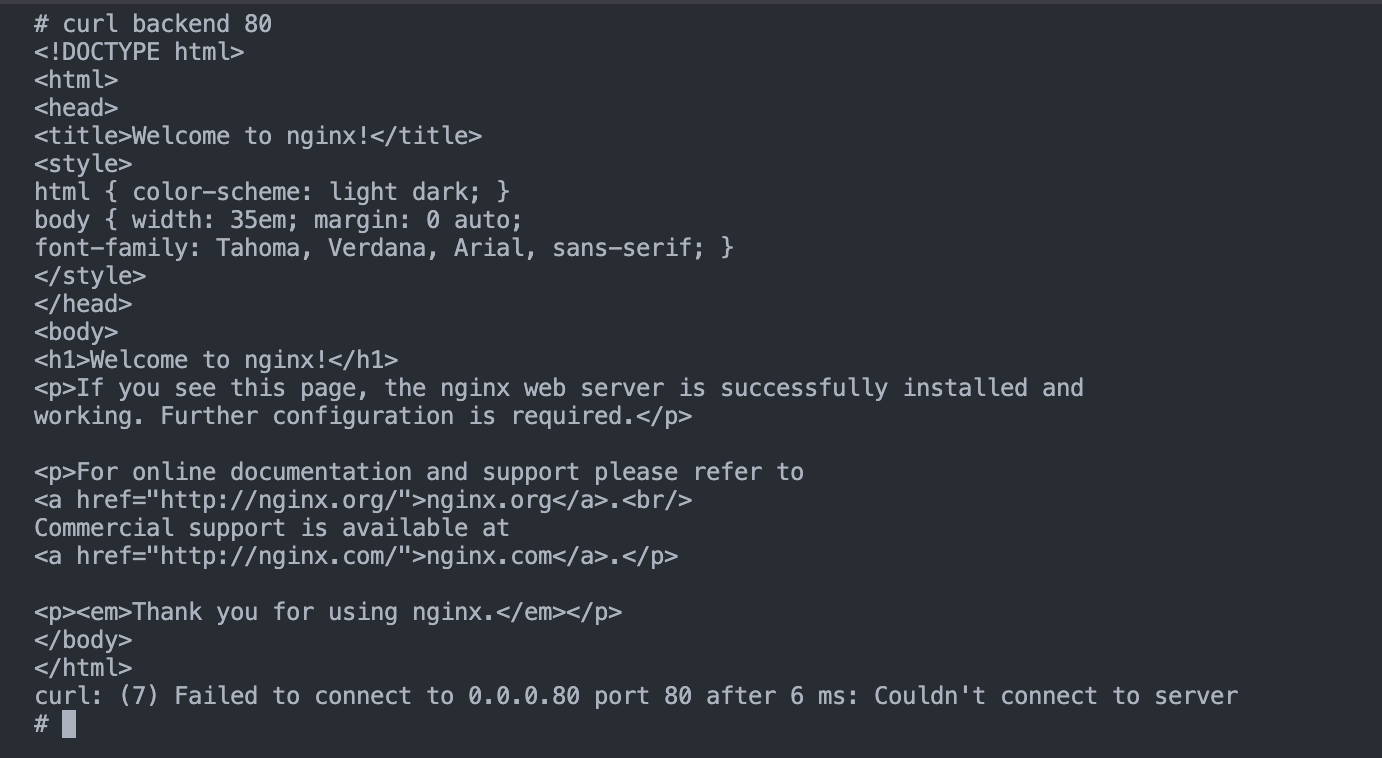 # curl backend 80
<!DOCTYPE html>
<html>
<head>
<title>Welcome to nginx!</title>
<style>
html { color-scheme: light dark; }
body { width: 35em; margin: 0 auto;
font-family: Tahoma, Verdana, Arial, sans-serif; }
</style>
</head>
<body>
<h1>Welcome to nginx!</h1>
<p>If you see this page, the nginx web server is successfully installed and
working. Further configuration is required.</p>

<p>For online documentation and support please refer to
<a href="http://nginx.org/">nginx.org</a>.<br/>
Commercial support is available at
<a href="http://nginx.com/">nginx.com</a>.</p>

<p><em>Thank you for using nginx.</em></p>
</body>
</html>
curl: (7) Failed to connect to 0.0.0.80 port 80 after 6 ms: Couldn't connect to server
#